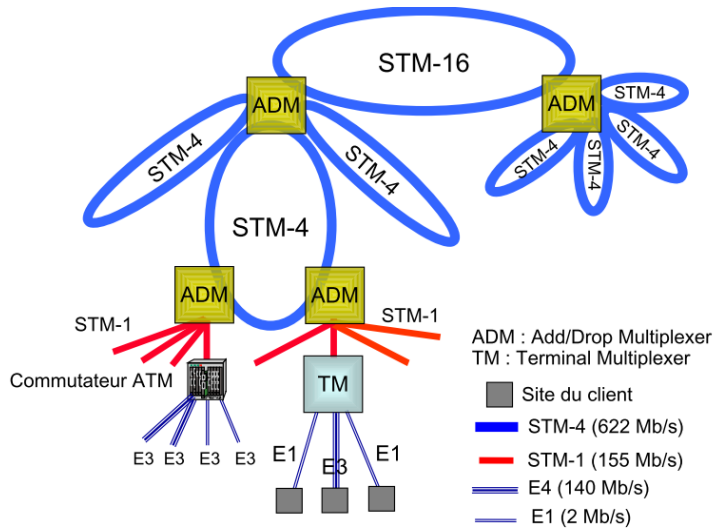 STM-16
ADM
ADM
STM-4
STM-4
STM-4
STM-4
STM-4
STM-4
STM-4
ADM
ADM
STM-1
STM-1
Commutateur ATM
TM
E3
E3
E3
E3
E1
E3
E1
ADM : Add/Drop Multiplexer
TM : Terminal Multiplexer
Site du client
STM-4 (622 Mb/s)
STM-1 (155 Mb/s)
E4 (140 Mb/s)
E1 (2 Mb/s)